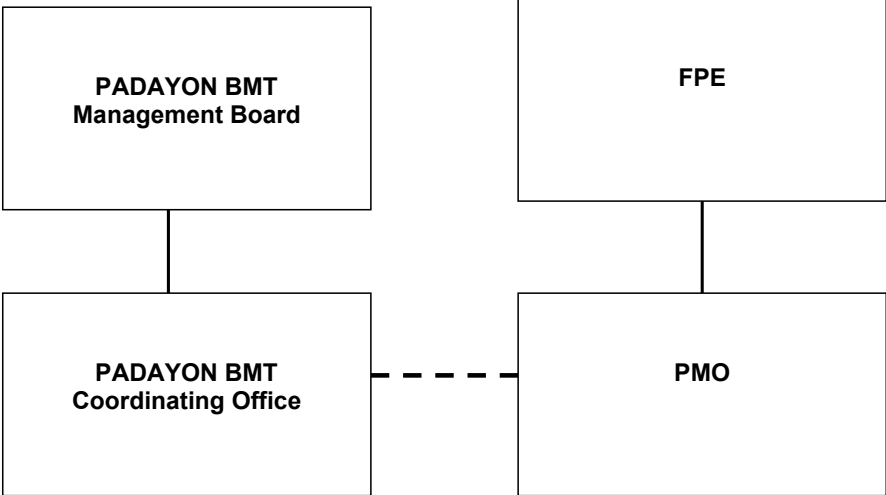 PADAYON BMT
Management Board
FPE
PADAYON BMT
Coordinating Office
PMO